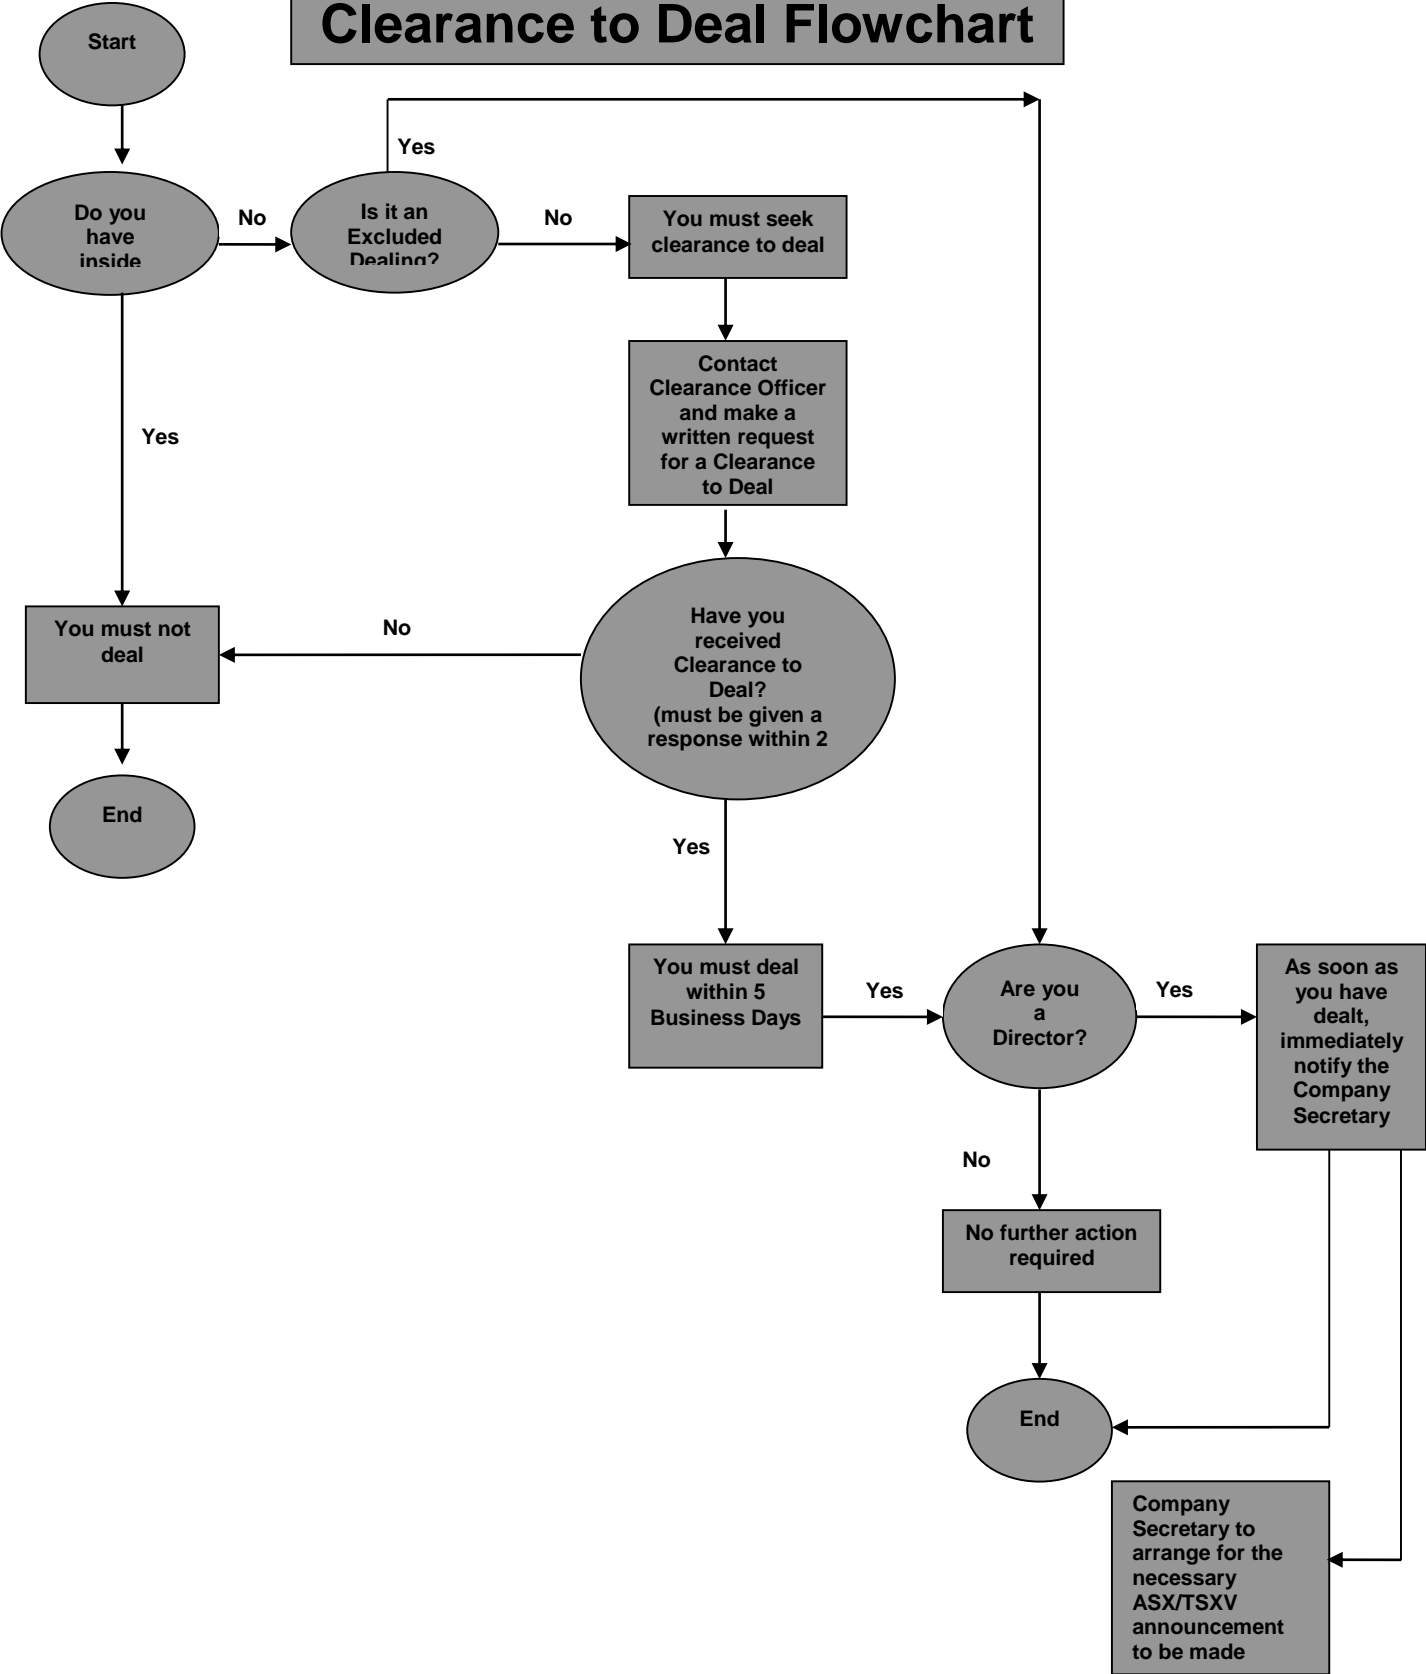 Clearance to Deal Flowchart
Start
Yes
Do you
have
inside
No
Is it an
Excluded
Dealing?
No
You must seek
clearance to deal
Contact
Clearance Officer
and make a
written request
for a Clearance
to Deal
Yes
You must not
deal
No
Have you
received
Clearance to
Deal?
(must be given a
response within 2
End
Yes
You must deal
within 5
Business Days
Yes
Are you
a
Director?
Yes
As soon as
you have
dealt,
immediately
notify the
Company
Secretary
No
No further action
required
End
Company
Secretary to
arrange for the
necessary
ASX/TSXV
announcement
to be made